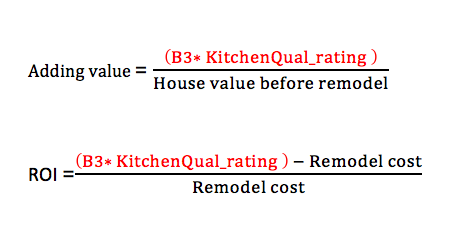 (B3* KitchenQual_rating )
Adding value =
House value before remodel
(B3* KitchenQual_rating ) – Remodel cost
ROI =
Remodel cost